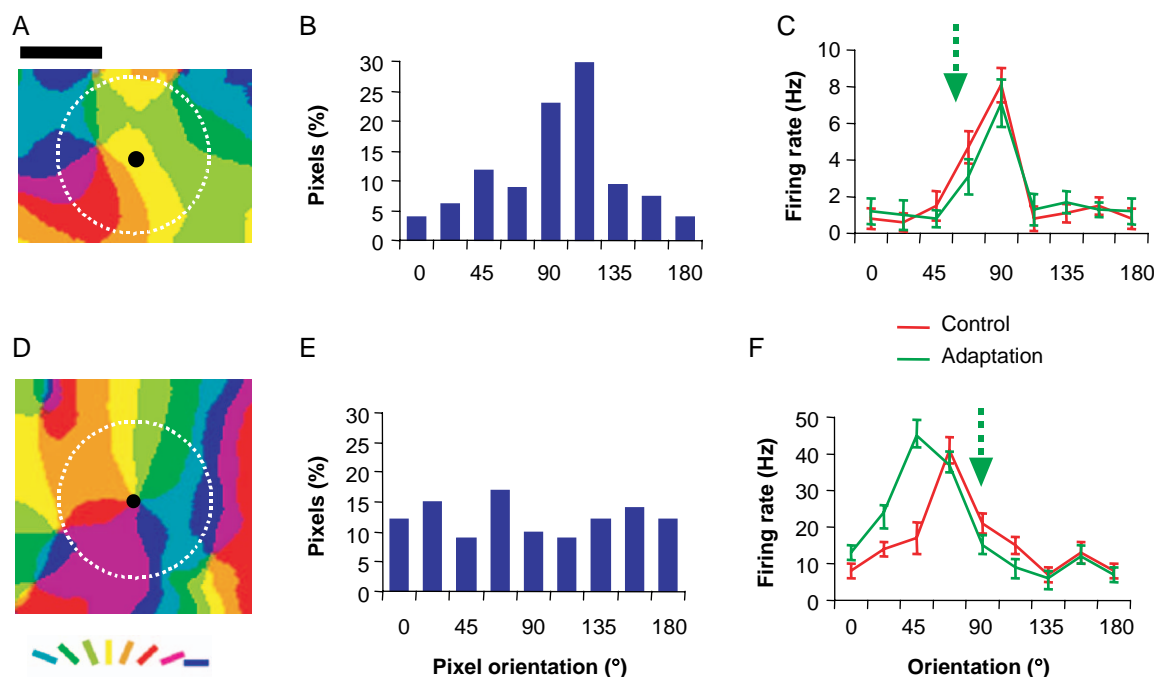 A
B
Pixels (%)
30
25
20
15
10
5
0
0 45 90 135 180
C
Firing rate (Hz)
10
8
6
4
2
0
0 45 90 135 180
Control
Adaptation
D
E
Pixels (%)
30
25
20
15
10
5
0
0 45 90 135 180
Pixel orientation (°)
F
Firing rate (Hz)
50
40
30
20
10
0
0 45 90 135 180
Orientation (°)